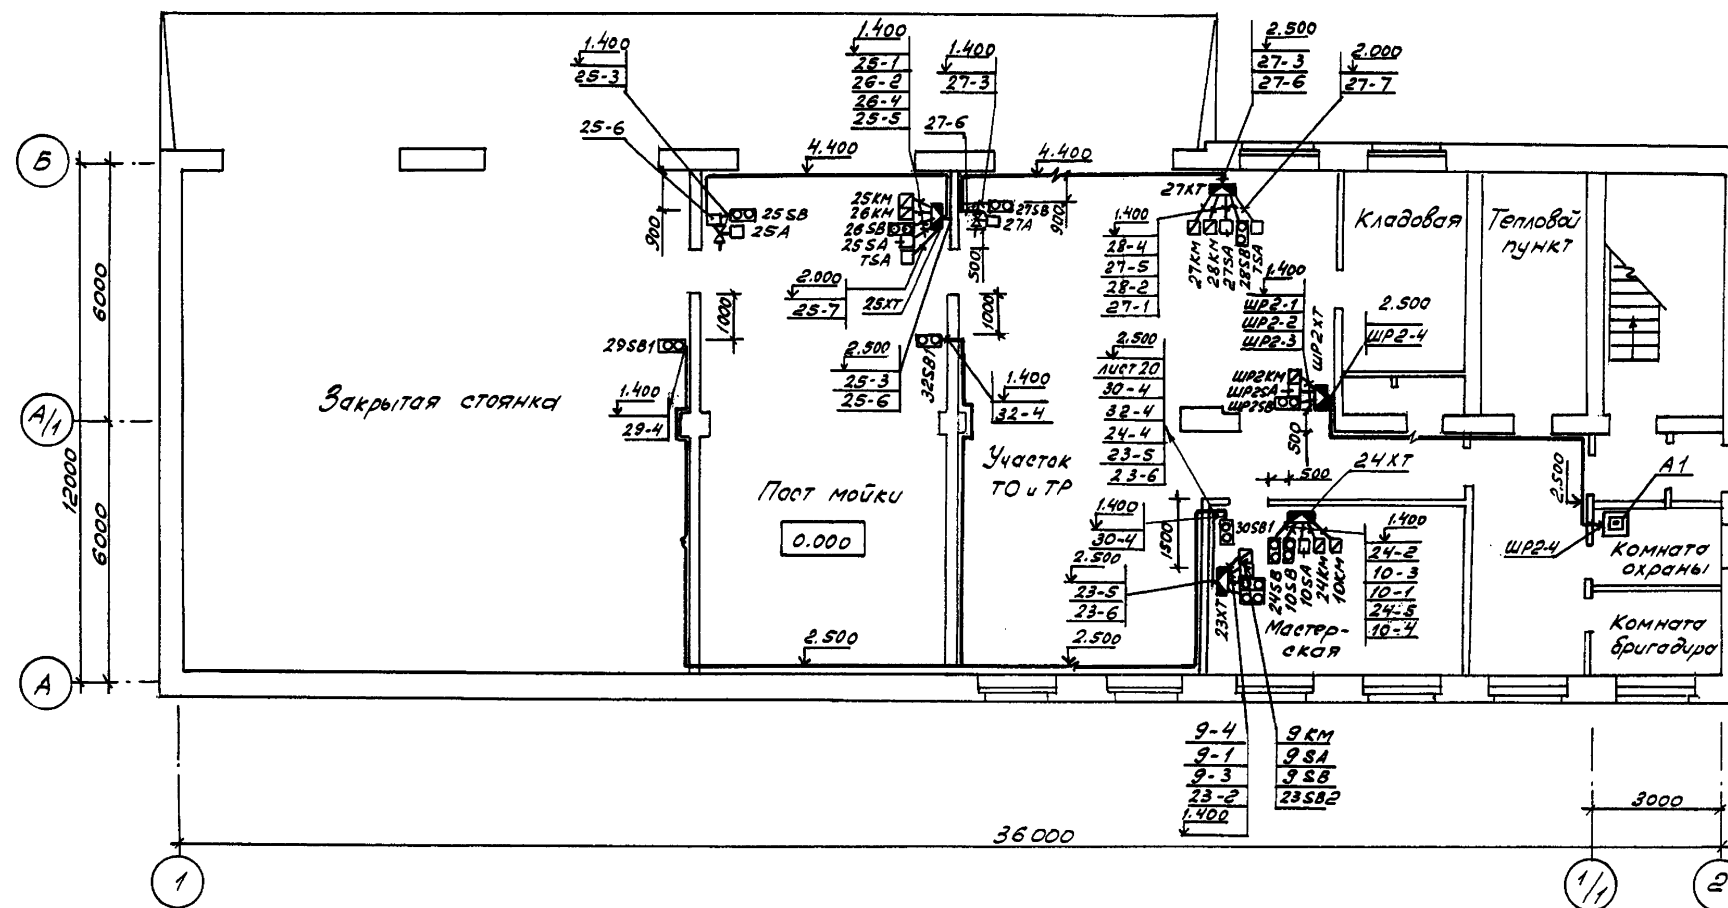 1.400
25-3
25-6
1.400
25-1
26-2
26-4
25-5
1.400
27-3
27-6
2.500
27-3
27-6
2.000
27-7
Б
4.400
4.400
27ХТ
900
25SB
25A
25КМ
26КМ
26SB
25SA
TSA
27SB
27A
900
500
1.400
28-4
27-5
28-2
27-1
27КМ
28КМ
27SA
28SB
TSA
Кладовая
Тепловой
пункт
6000
1000
2.000
25-7
25ХТ
1000
1.400
ШР2-1
ШР2-2
ШР2-3
ШР2ХТ
2.500
ШР2-4
29SB1
2.500
25-3
25-6
32SB1
1.400
32-4
2.500
лист 20
30-4
32-4
24-4
23-5
23-6
ШР2КМ
ШР2SA
ШР2SB
500
Закрытая стоянка
1.400
29-4
А/1
12000
Участок
ТО и ТР
500
24ХТ
2.500
А1
Пост мойки
0.000
1.400
30-4
1500
30SB1
1.400
24-2
10-3
10-1
24-5
10-4
ШР2-4
Комната
охраны
6000
2.500
23-5
23-6
23ХТ
24SB
10SB
10SA
24КМ
10КМ
Мастер-
ская
Комната
бригадира
2.500
2.500
А
9-4
9-1
9-3
23-2
1.400
9КМ
9SA
9SB
23SB2
3000
36000
1
1/1
2